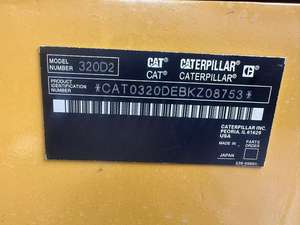 MODEL NUMBER 320D2 CAT CATERPILLAR C
CAT CATERPILLAR
PRODUCT IDENTIFICATION NUMBER *CAT0320DEBKZ08753*
CATERPILLAR INC.
PEORIA, IL 61629
USA
MADE IN
JAPAN
PARTS OF ORDER